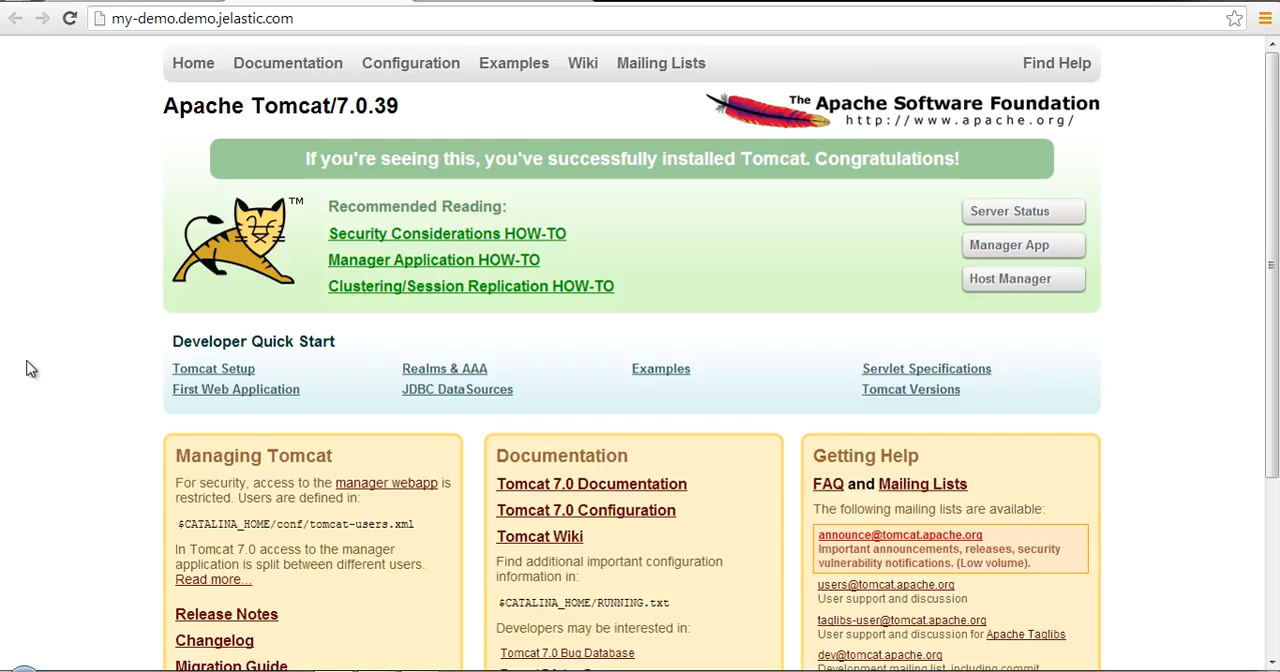 my-demo.demo.jelastic.com
Home Documentation Configuration Examples Wiki Mailing Lists Find Help
Apache Tomcat/7.0.39
The Apache Software Foundation
http://www.apache.org/
If you're seeing this, you've successfully installed Tomcat. Congratulations!
TM
Recommended Reading:
Security Considerations HOW-TO
Manager Application HOW-TO
Clustering/Session Replication HOW-TO
Server Status
Manager App
Host Manager
Developer Quick Start
Tomcat Setup
First Web Application
Realms & AAA
JDBC DataSources
Examples
Servlet Specifications
Tomcat Versions
Managing Tomcat
For security, access to the manager webapp is
restricted. Users are defined in:
$CATALINA_HOME/conf/tomcat-users.xml
In Tomcat 7.0 access to the manager
application is split between different users.
Read more...
Release Notes
Changelog
Migration Guide
Documentation
Tomcat 7.0 Documentation
Tomcat 7.0 Configuration
Tomcat Wiki
Find additional important configuration
information in:
$CATALINA_HOME/RUNNING.txt
Developers may be interested in:
Tomcat 7.0 Bug Database
Getting Help
FAQ and Mailing Lists
The following mailing lists are available:
announce@tomcat.apache.org
Important announcements, releases, security
vulnerability notifications. (Low volume).
users@tomcat.apache.org
User support and discussion
taglibs-user@tomcat.apache.org
User support and discussion for Apache Taglibs
dev@tomcat.apache.org
Development mailing list, including commit